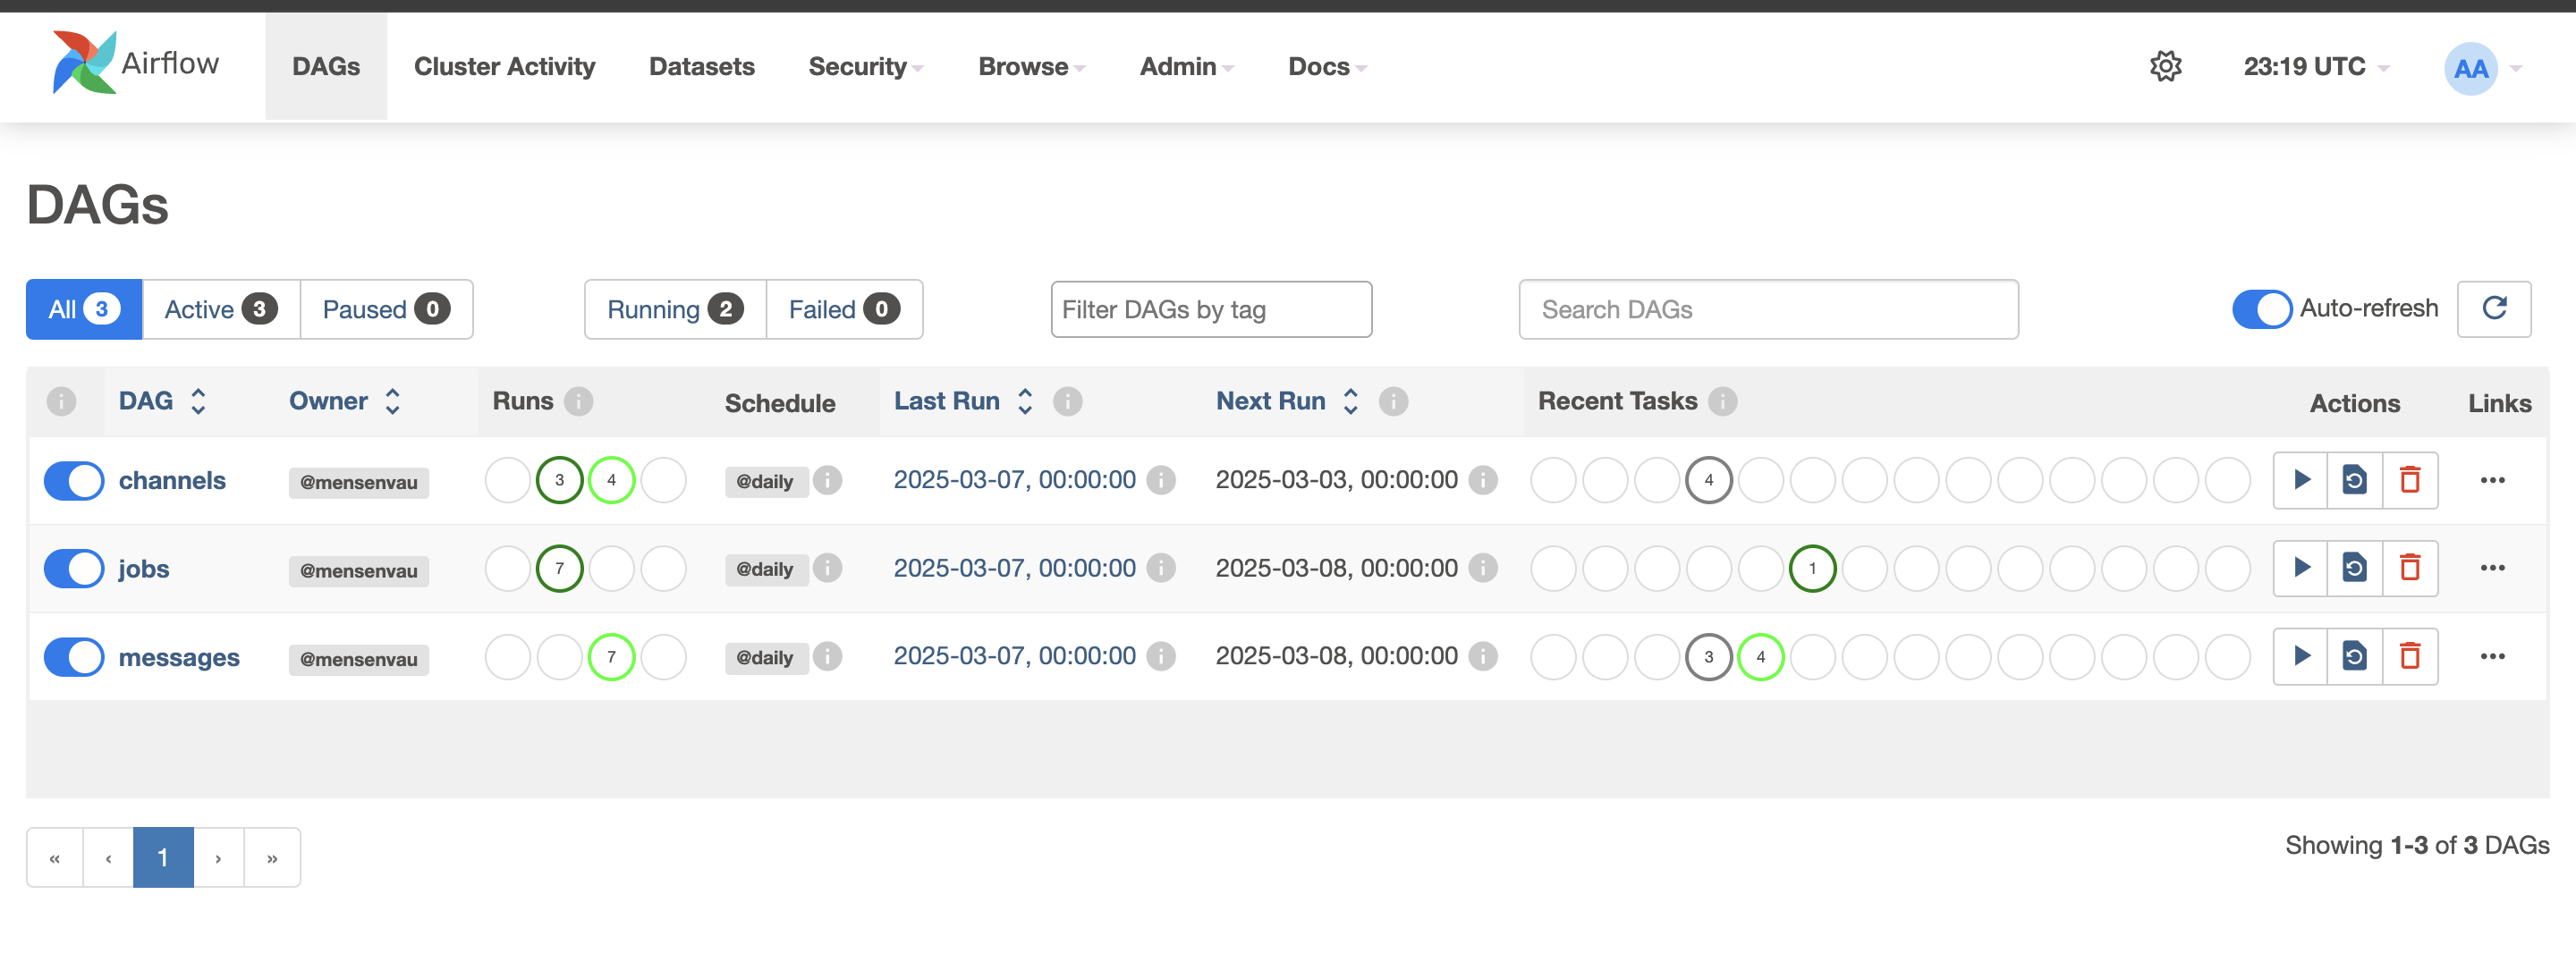 Airflow DAGs Cluster Activity Datasets Security Browse Admin Docs 23:19 UTC AA
DAGs
All 3 Active 3 Paused 0 Running 2 Failed 0 Filter DAGs by tag Search DAGs Auto-refresh
i DAG Owner Runs i Schedule Last Run i Next Run i Recent Tasks i Actions Links
channels @mensenvau 3 4 @daily i 2025-03-07, 00:00:00 i 2025-03-03, 00:00:00 i 4 ...
jobs @mensenvau 7 @daily i 2025-03-07, 00:00:00 i 2025-03-08, 00:00:00 i 1 ...
messages @mensenvau 7 @daily i 2025-03-07, 00:00:00 i 2025-03-08, 00:00:00 i 3 4 ...
« ‹ 1 › » Showing 1-3 of 3 DAGs